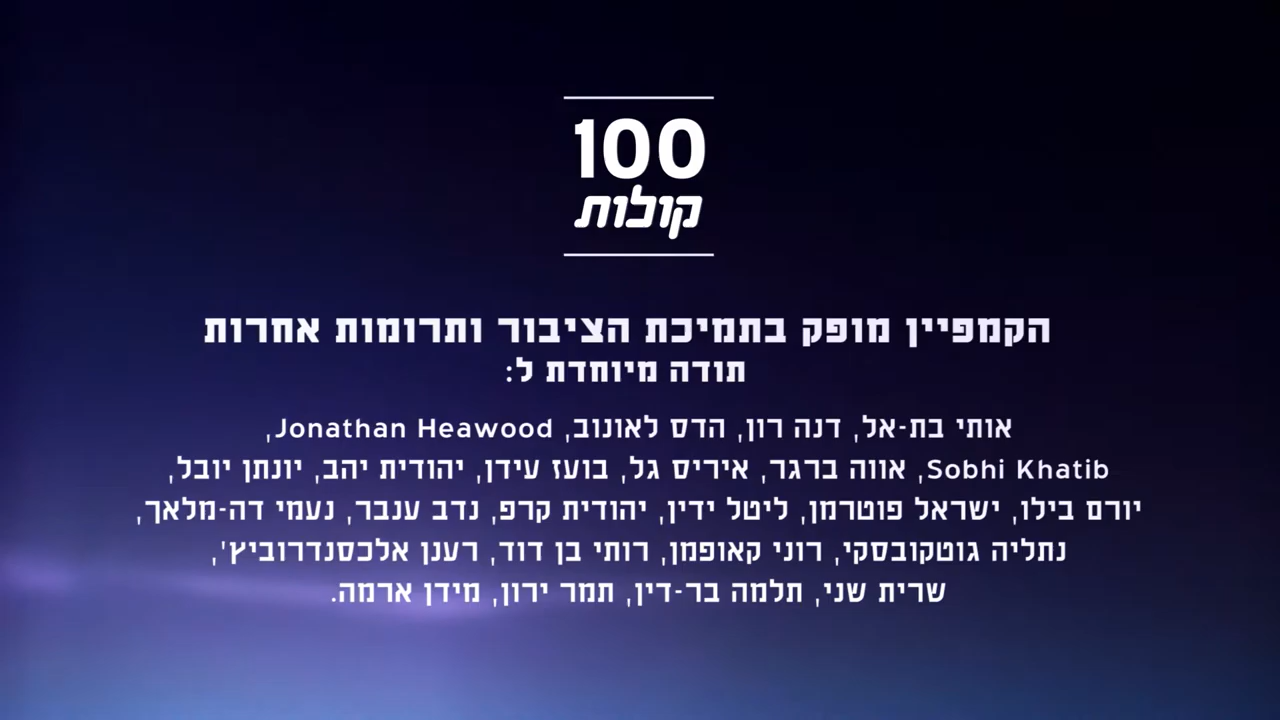 100
קולות
הקמפיין מופק בתמיכת הציבור ותרומות אחרות
תודה מיוחדת ל:
אותי בת-אל, דנה רון, הדס לאונוב, Jonathan Heawood,
Sobhi Khatib, אווה ברגר, איריס גל, בועז עידן, יהודית יהב, יונתן יובל,
יורם בילו, ישראל פוטרמן, ליטל ידין, יהודית קרפ, נדב ענבר, נעמי דה-מלאך,
נתליה גוטקובסקי, רוני קאופמן, רותי בן דוד, רענן אלכסנדרוביץ',
שרית שני, תלמה בר-דין, תמר ירון, מידן ארמה.